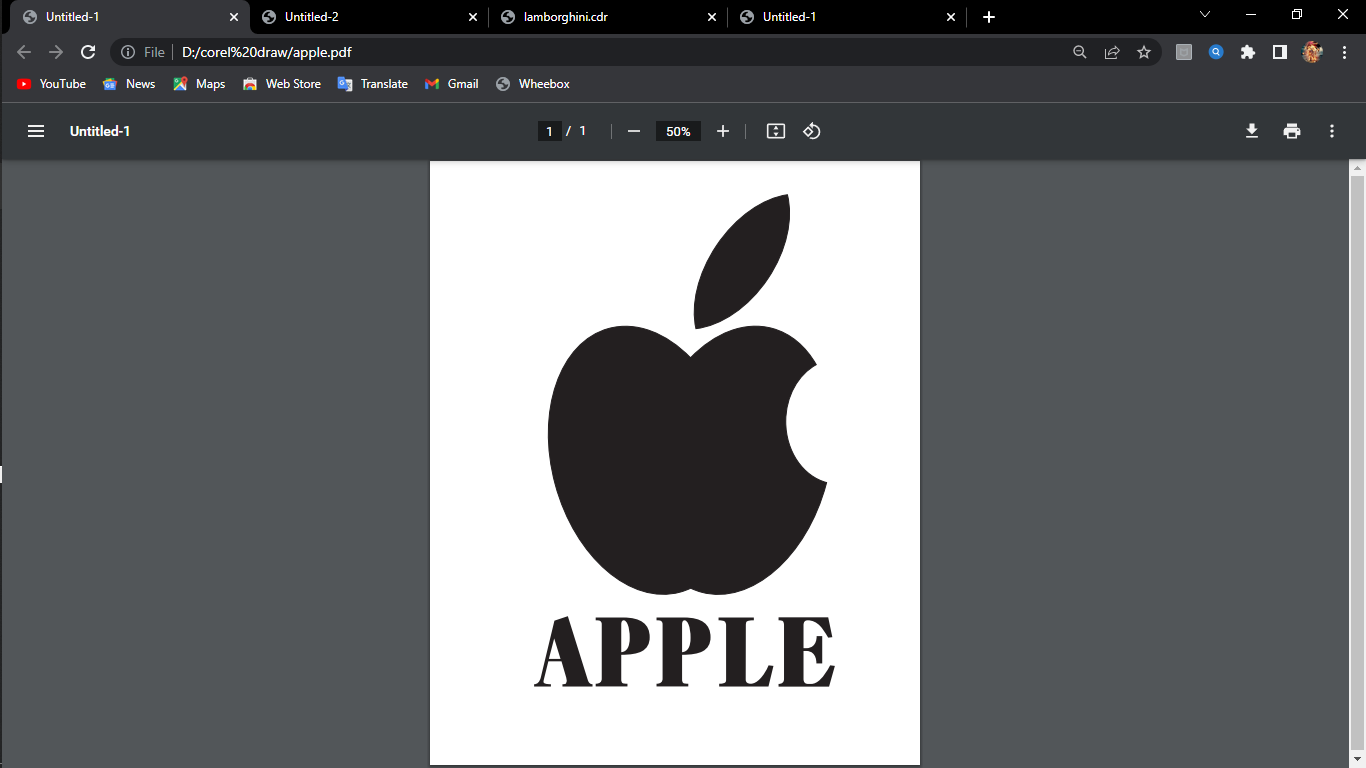 Untitled-1 Untitled-2 lamborghini.cdr Untitled-1
File D:/corel%20draw/apple.pdf
YouTube News Maps Web Store Translate Gmail Wheebox
Untitled-1 1 / 1 50%
APPLE